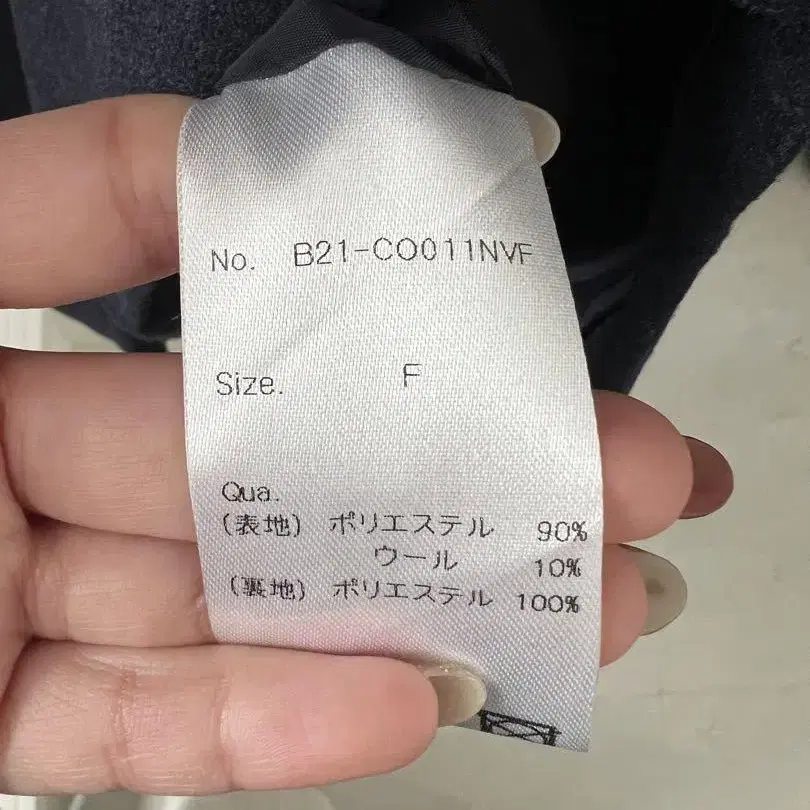 No. B21-CO011NVF
Size. F
Qua.
(表地) ポリエステル 90%
ウール 10%
(裏地) ポリエステル 100%